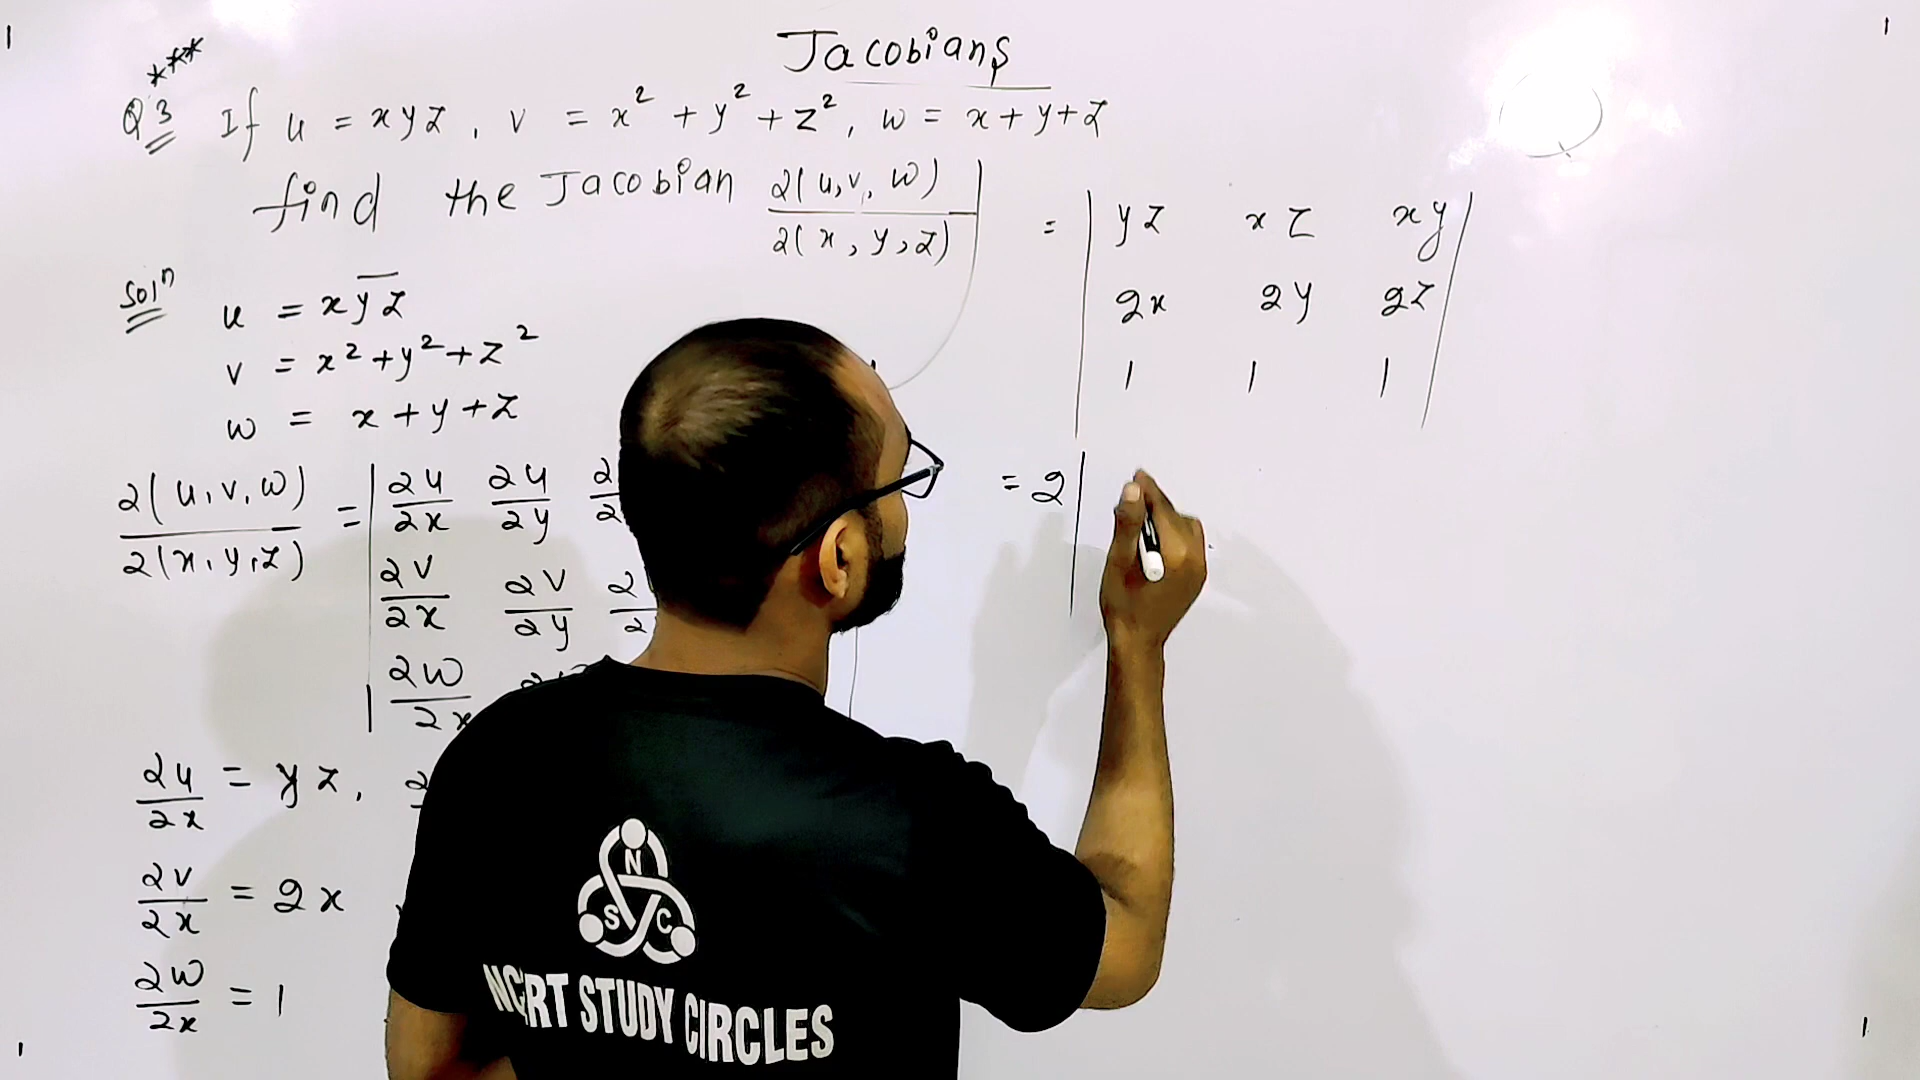 Jacobians
***
Q3 If u = xyz, v = x² + y² + z², w = x + y + z
find the Jacobian ∂(u,v,w)/∂(x,y,z)
Soln u = xyz
v = x²+y²+z²
w = x+y+z
∂(u,v,w)/∂(x,y,z) = | ∂u/∂x ∂u/∂y
∂v/∂x ∂v/∂y
∂w/∂x
∂u/∂x = yz,
∂v/∂x = 2x
∂w/∂x = 1
= | yz xz xy |
2x 2y 2z
1 1 1
= 2 |
N
S C
NCERT STUDY CIRCLES